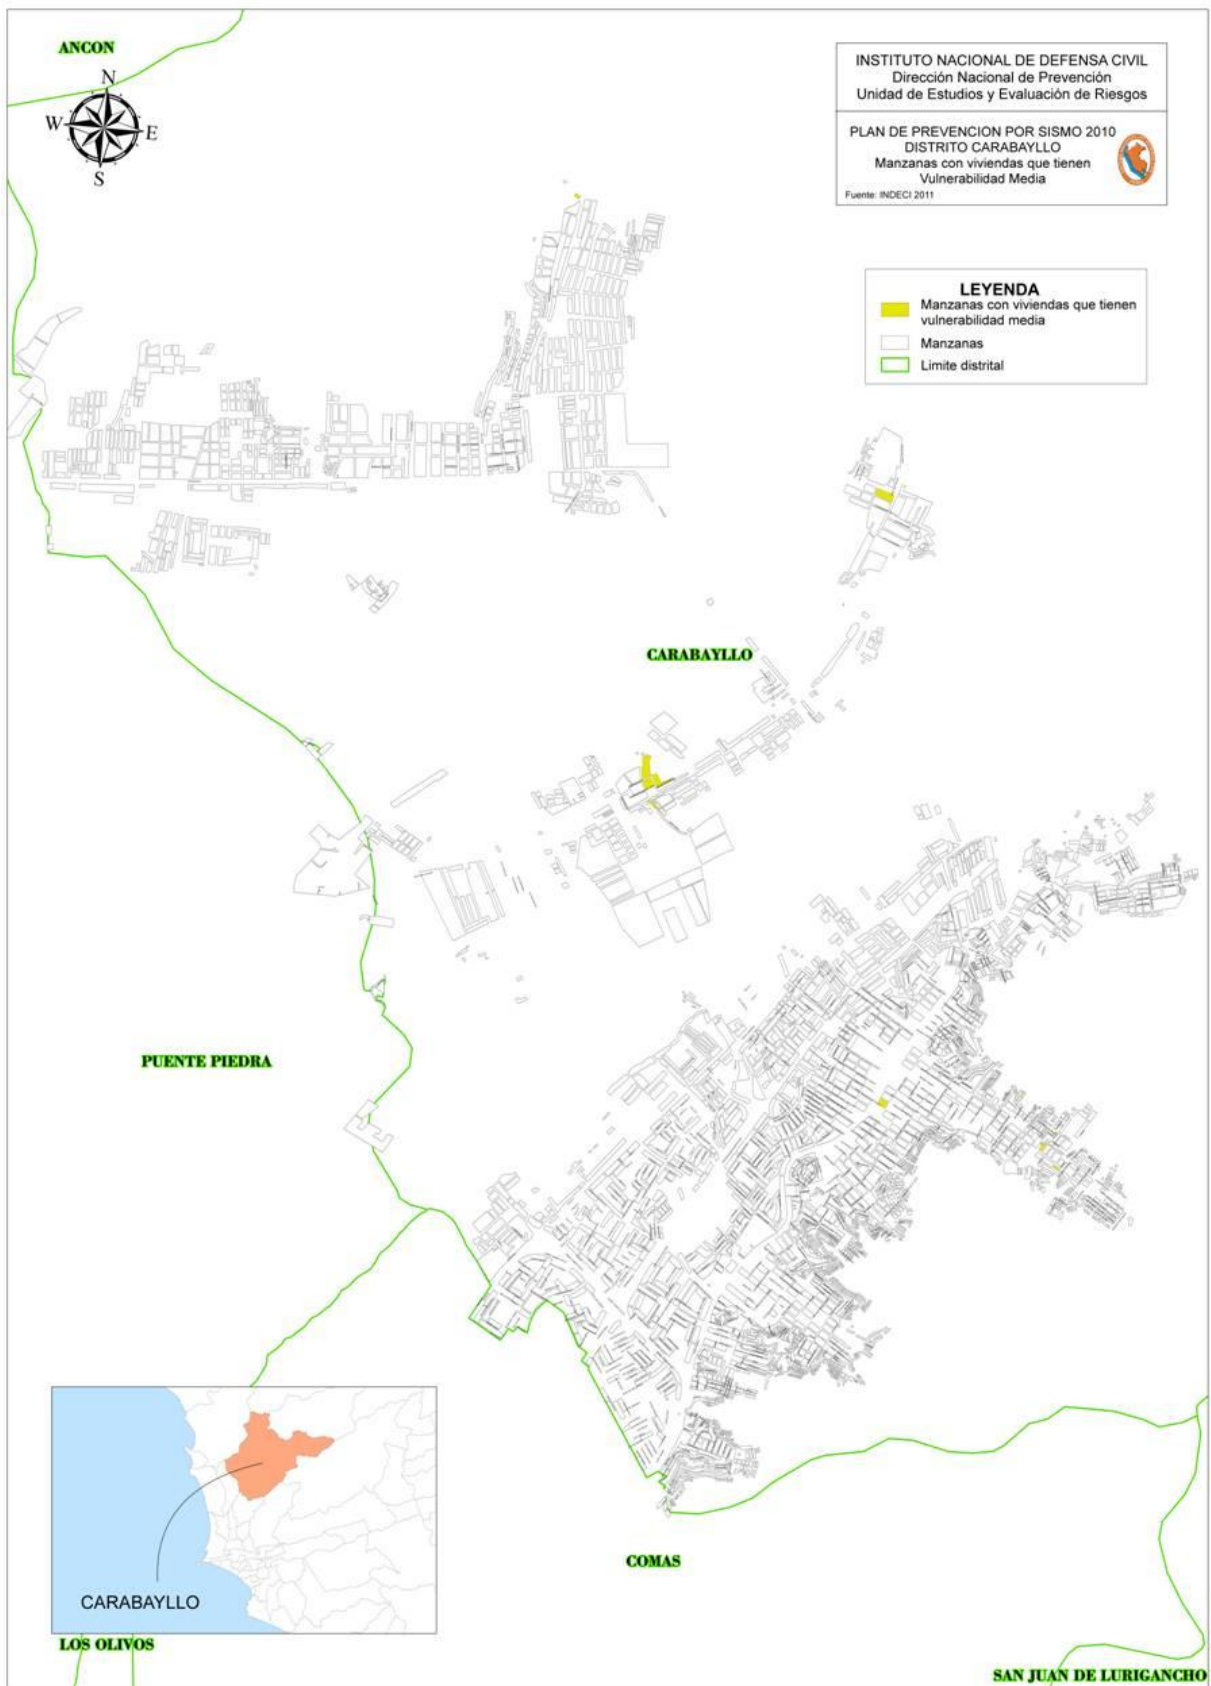 ANCON
N
W
E
S
INSTITUTO NACIONAL DE DEFENSA CIVIL
Dirección Nacional de Prevención
Unidad de Estudios y Evaluación de Riesgos
PLAN DE PREVENCION POR SISMO 2010
DISTRITO CARABAYLLO
Manzanas con viviendas que tienen
Vulnerabilidad Media
Fuente: INDECI 2011
LEYENDA
Manzanas con viviendas que tienen
vulnerabilidad media
Manzanas
Limite distrital
CARABAYLLO
PUENTE PIEDRA
COMAS
CARABAYLLO
LOS OLIVOS
SAN JUAN DE LURIGANCHO